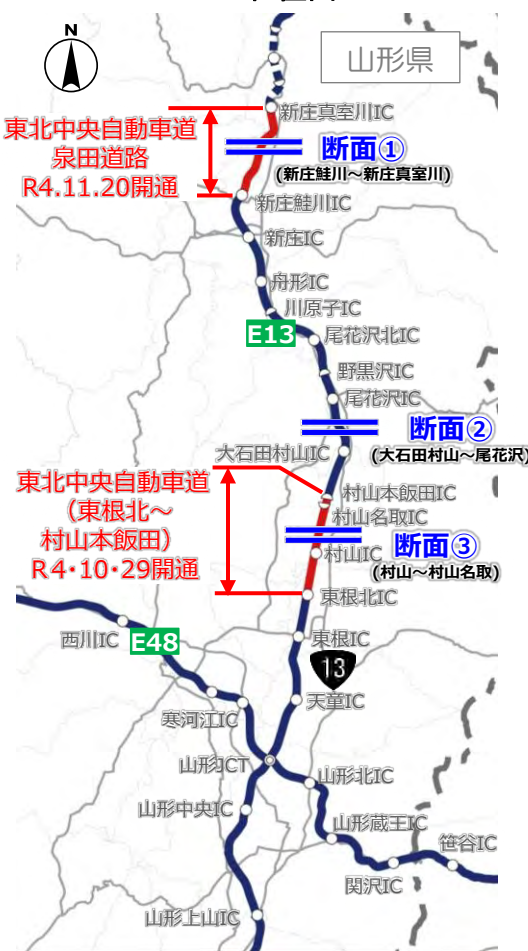 N
山形県
新庄真室川IC
東北中央自動車道
泉田道路
R4.11.20開通
断面①
(新庄鮭川～新庄真室川)
新庄鮭川IC
新庄IC
舟形IC
川原子IC
E13
尾花沢北IC
野黒沢IC
尾花沢IC
断面②
(大石田村山～尾花沢)
大石田村山IC
東北中央自動車道
（東根北～
村山本飯田）
R4・10・29開通
村山本飯田IC
村山名取IC
断面③
(村山～村山名取)
村山IC
東根北IC
西川IC
E48
東根IC
13
天童IC
寒河江IC
山形JCT
山形北IC
山形中央IC
山形蔵王IC
笹谷IC
関沢IC
山形上山IC